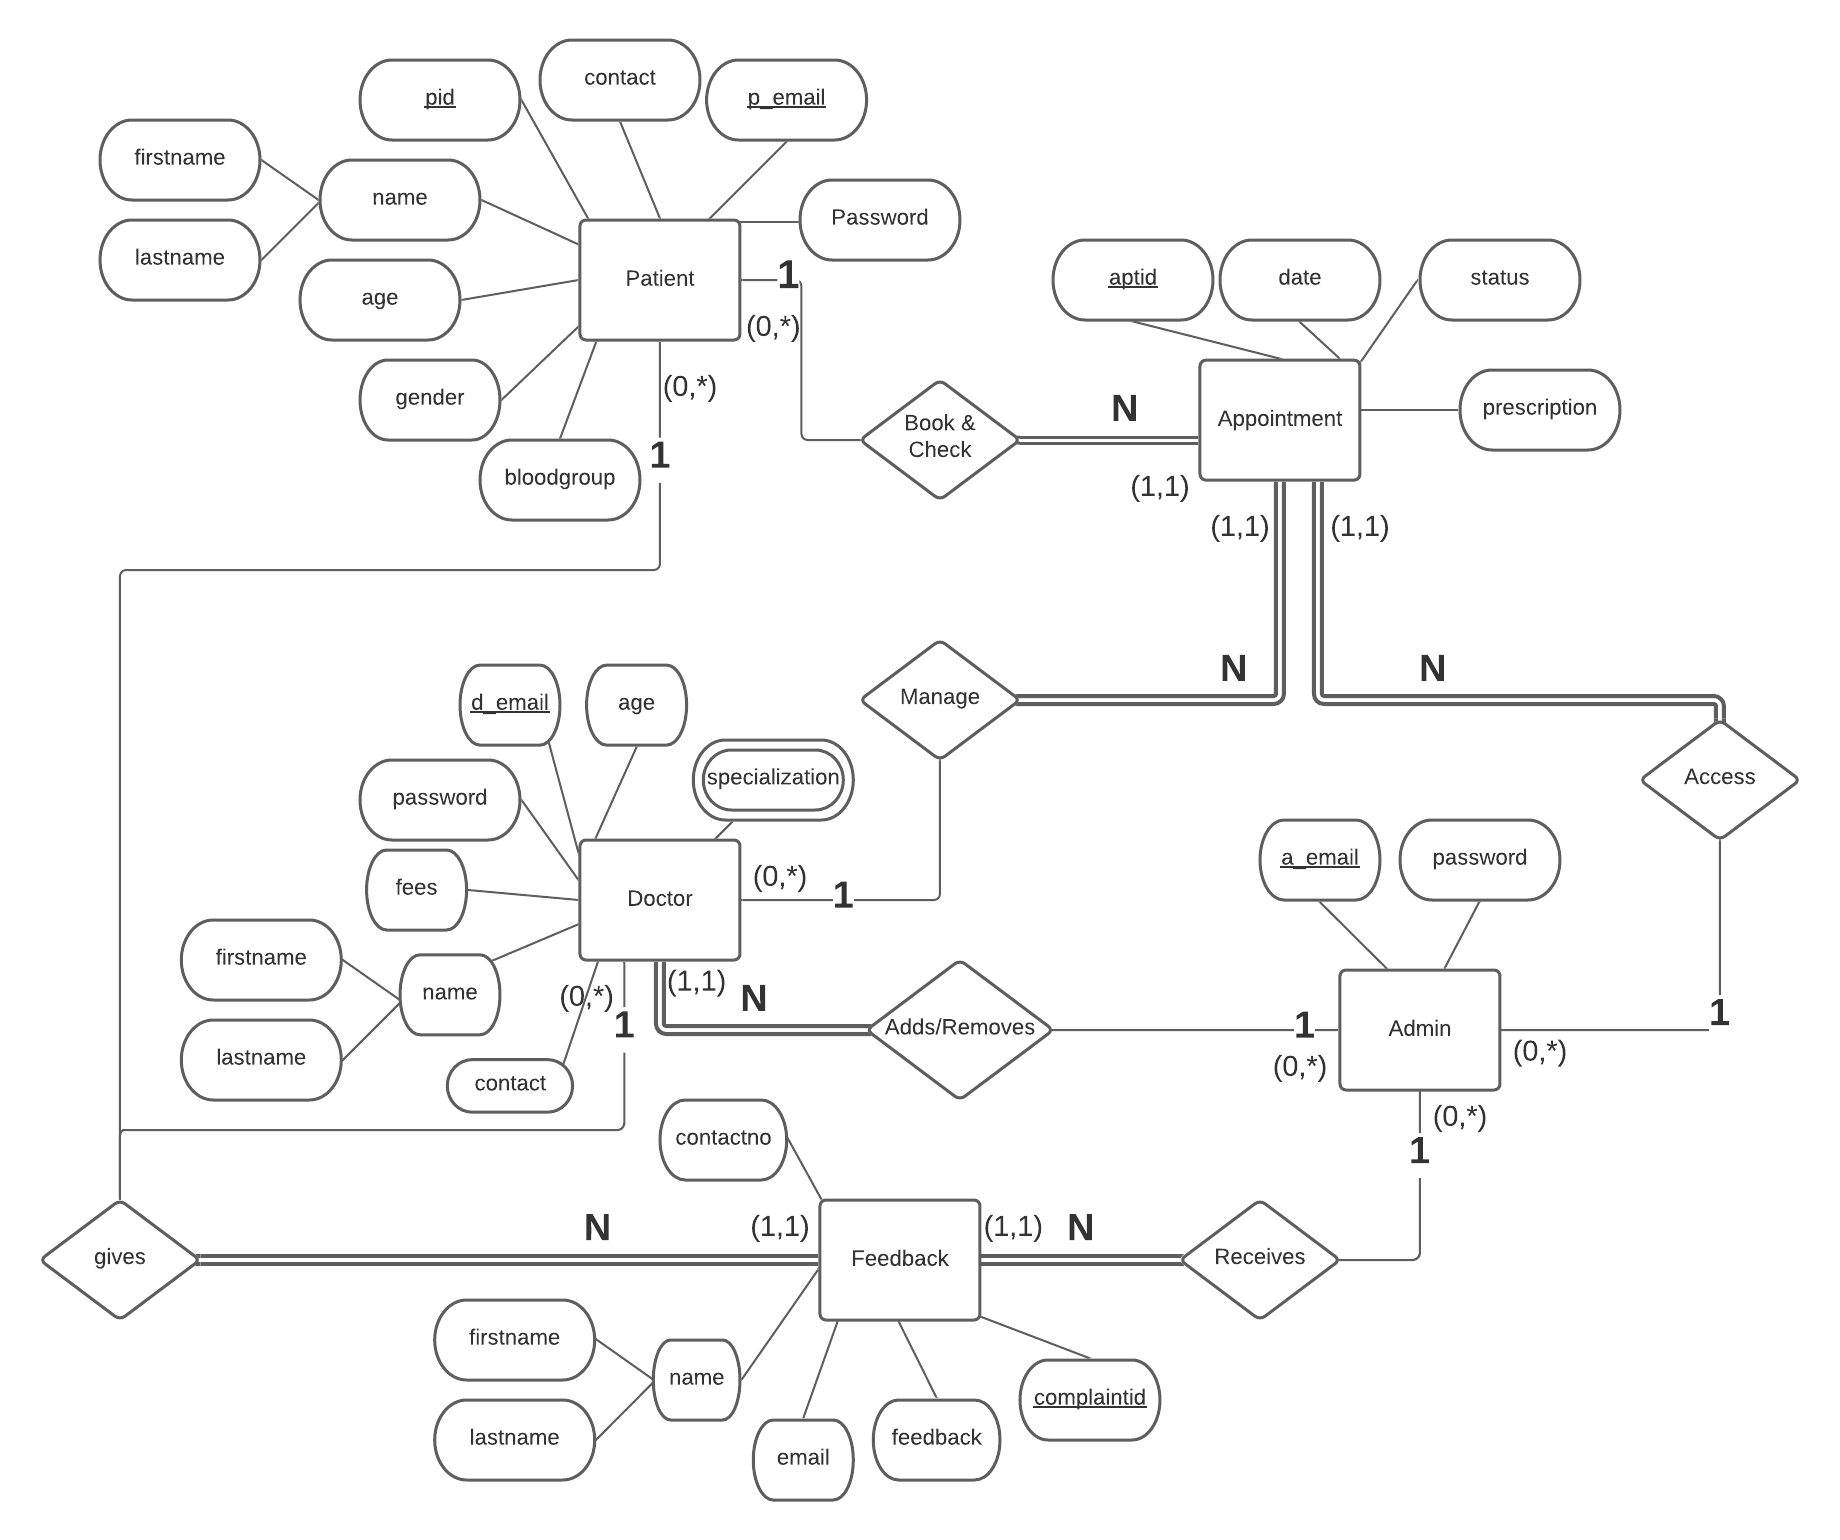 contact
pid
p_email
firstname
name
Password
lastname
Patient
1
age
(0,*)
aptid
date
status
(0,*)
gender
1
bloodgroup
Book &
Check
N
Appointment
prescription
(1,1)
(1,1)
(1,1)
N
N
Manage
Access
d_email
age
specialization
password
fees
Doctor
(0,*)
1
firstname
name
lastname
(0,*)
1
(1,1)
N
contact
Adds/Removes
a_email
password
1
(0,*)
Admin
1
(0,*)
(0,*)
1
contactno
gives
N
(1,1)
Feedback
(1,1)
N
Receives
firstname
name
lastname
email
feedback
complaintid